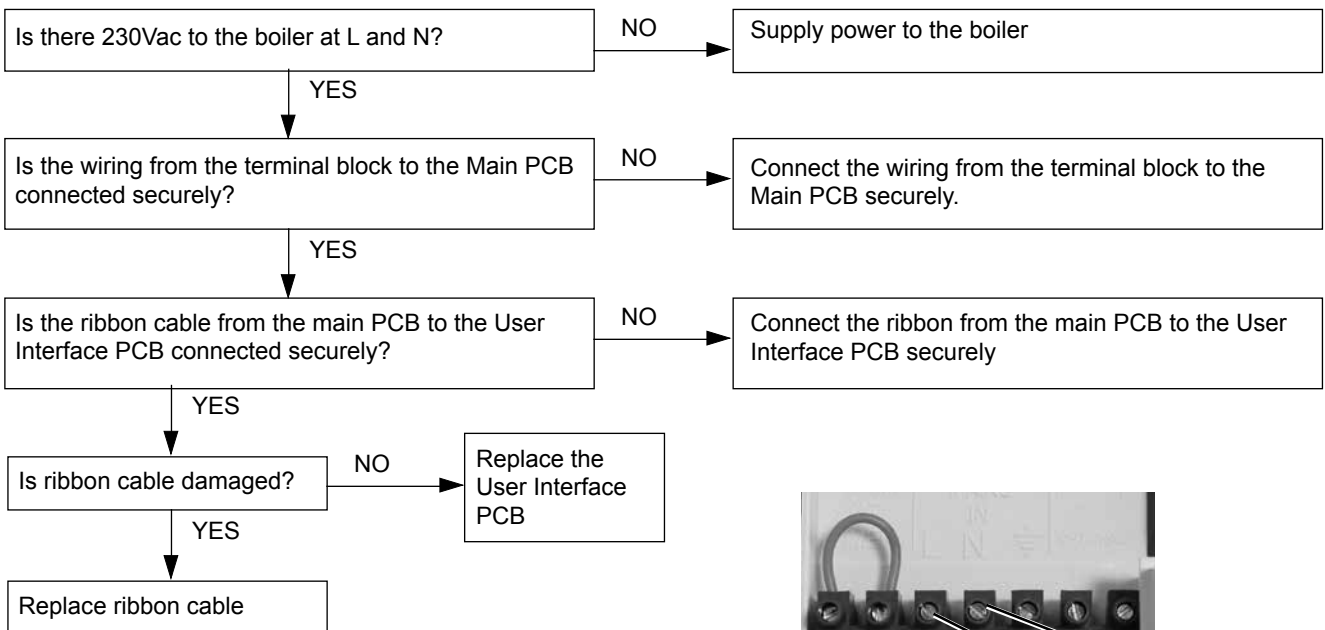 Is there 230Vac to the boiler at L and N?
NO
Supply power to the boiler
YES
Is the wiring from the terminal block to the Main PCB
connected securely?
NO
Connect the wiring from the terminal block to the
Main PCB securely.
YES
Is the ribbon cable from the main PCB to the User
Interface PCB connected securely?
NO
Connect the ribbon from the main PCB to the User
Interface PCB securely
YES
Is ribbon cable damaged?
NO
Replace the
User Interface
PCB
YES
Replace ribbon cable
IN
L N